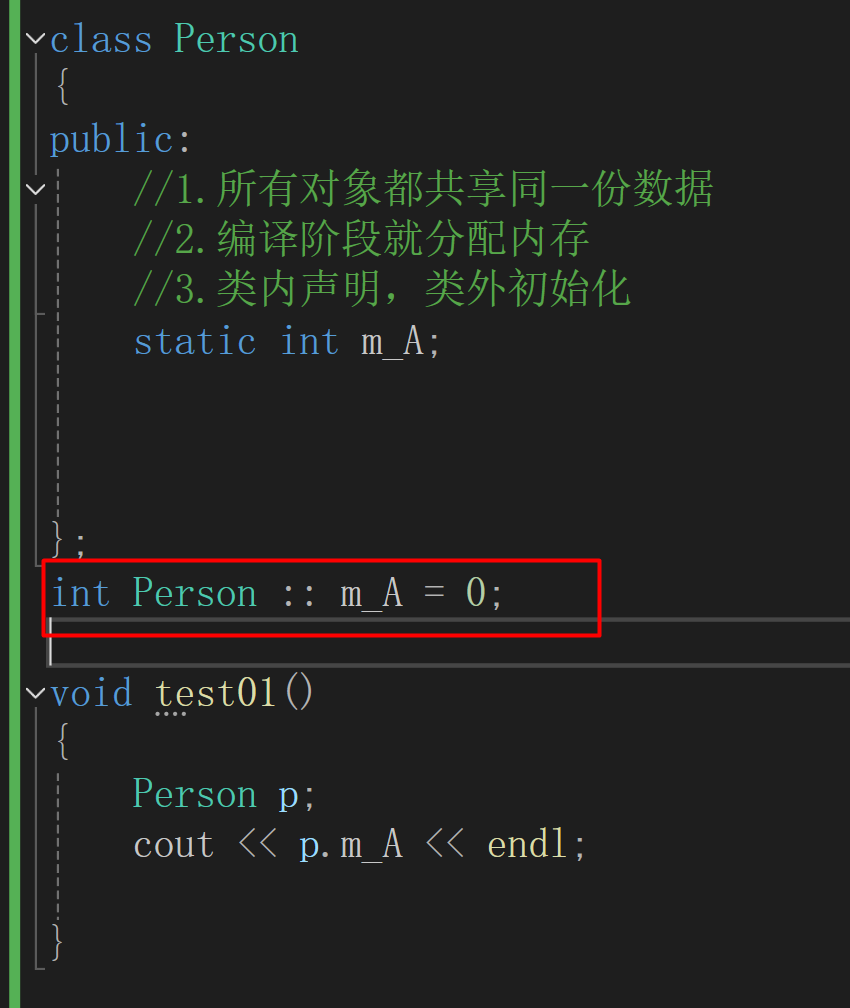 class Person
{
public:
//1.所有对象都共享同一份数据
//2.编译阶段就分配内存
//3.类内声明，类外初始化
static int m_A;
};
int Person :: m_A = 0;
void test01()
{
Person p;
cout << p.m_A << endl;
}